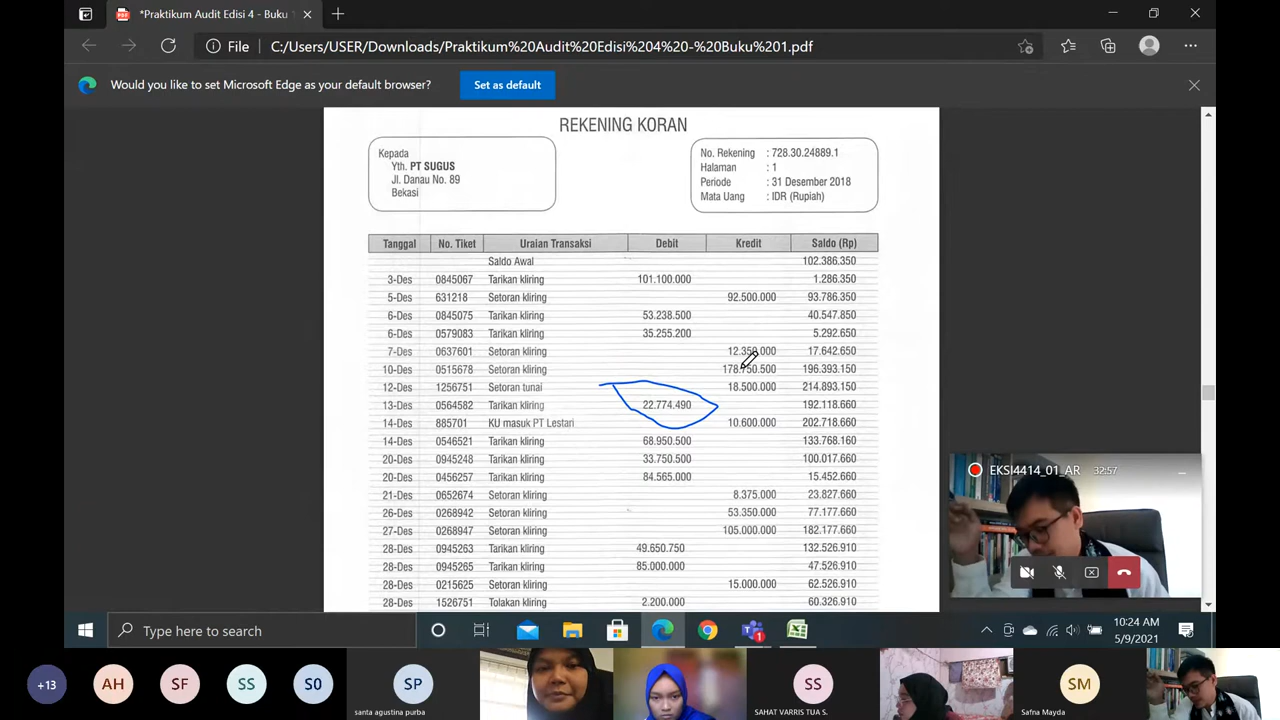 *Praktikum Audit Edisi 4 - Buku 1
File C:/Users/USER/Downloads/Praktikum%20Audit%20Edisi%204%20-%20Buku%201.pdf
Would you like to set Microsoft Edge as your default browser? Set as default
REKENING KORAN
Kepada
Yth. PT SUGUS
Jl. Danau No. 89
Bekasi
No. Rekening : 728.30.24889.1
Halaman : 1
Periode : 31 Desember 2018
Mata Uang : IDR (Rupiah)
Tanggal No. Tiket Uraian Transaksi Debit Kredit Saldo (Rp)
Saldo Awal 102.386.350
3-Des 0845067 Tarikan kliring 101.100.000 1.286.350
5-Des 631218 Setoran kliring 92.500.000 93.786.350
6-Des 0845075 Tarikan kliring 53.238.500 40.547.850
6-Des 0579083 Tarikan kliring 35.255.200 5.292.650
7-Des 0637601 Setoran kliring 12.350.000 17.642.650
10-Des 0515678 Setoran kliring 196.393.150
12-Des 1256751 Setoran tunai 18.500.000 214.893.150
13-Des 0564582 Tarikan kliring 22.774.490 192.118.660
14-Des 885701 KU masuk PT Lestari 10.600.000 202.718.660
14-Des 0546521 Tarikan kliring 68.950.500 133.768.160
20-Des 0945248 Tarikan kliring 33.750.500 100.017.660
20-Des 0456257 Tarikan kliring 84.565.000 15.452.660
21-Des 0652674 Setoran kliring 8.375.000 23.827.660
26-Des 0268942 Setoran kliring 53.350.000 77.177.660
27-Des 0268947 Setoran kliring 105.000.000 182.177.660
28-Des 0945263 Tarikan kliring 49.650.750 132.526.910
28-Des 0945265 Tarikan kliring 85.000.000 47.526.910
28-Des 0215625 Setoran kliring 15.000.000 62.526.910
28-Des 1526751 Tolakan kliring 2.200.000 60.326.910
EKSI4414_01_AR 32:57
Type here to search
1
10:24 AM
5/9/2021
+13 AH SF SS S0 SP SS SM
santa agustina purba
SAHAT VARRIS TUA S.
Safna Mayda